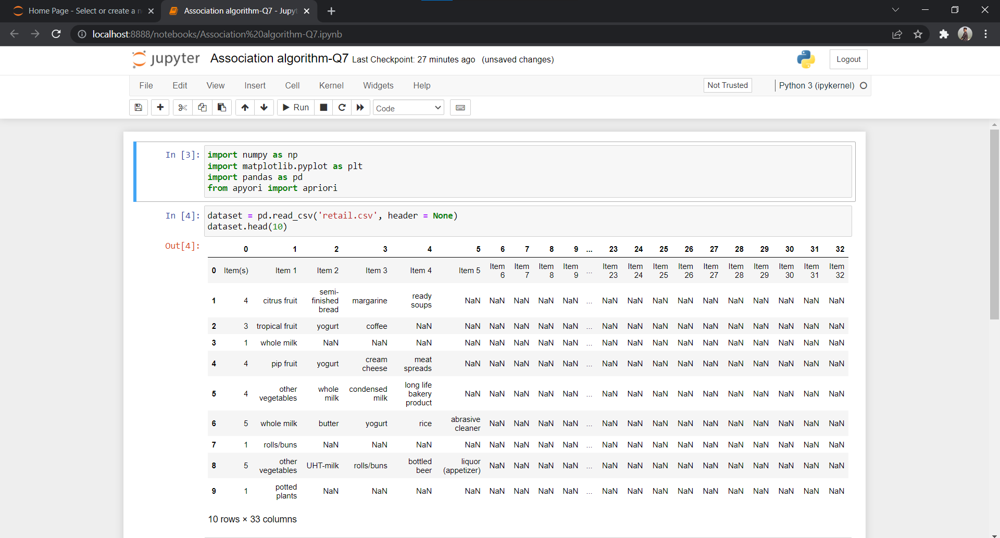 Home Page - Select or create a n
Association algorithm-Q7 - Jupyt
localhost:8888/notebooks/Association%20algorithm-Q7.ipynb
jupyter Association algorithm-Q7 Last Checkpoint: 27 minutes ago (unsaved changes) Logout
File Edit View Insert Cell Kernel Widgets Help Not Trusted Python 3 (ipykernel)
Run Code
In [3]: import numpy as np
import matplotlib.pyplot as plt
import pandas as pd
from apyori import apriori
In [4]: dataset = pd.read_csv('retail.csv', header = None)
dataset.head(10)
Out[4]:
0 1 2 3 4 5 6 7 8 9 ... 23 24 25 26 27 28 29 30 31 32
0 Item(s) Item 1 Item 2 Item 3 Item 4 Item 5 Item 6 Item 7 Item 8 Item 9 ... Item 23 Item 24 Item 25 Item 26 Item 27 Item 28 Item 29 Item 30 Item 31 Item 32
1 4 citrus fruit semi-finished bread margarine ready soups NaN NaN NaN NaN NaN ... NaN NaN NaN NaN NaN NaN NaN NaN NaN NaN
2 3 tropical fruit yogurt coffee NaN NaN NaN NaN NaN NaN ... NaN NaN NaN NaN NaN NaN NaN NaN NaN NaN
3 1 whole milk NaN NaN NaN NaN NaN NaN NaN NaN ... NaN NaN NaN NaN NaN NaN NaN NaN NaN NaN
4 4 pip fruit yogurt cream cheese meat spreads NaN NaN NaN NaN NaN ... NaN NaN NaN NaN NaN NaN NaN NaN NaN NaN
5 4 other vegetables whole milk condensed milk long life bakery product NaN NaN NaN NaN NaN ... NaN NaN NaN NaN NaN NaN NaN NaN NaN NaN
6 5 whole milk butter yogurt rice abrasive cleaner NaN NaN NaN NaN ... NaN NaN NaN NaN NaN NaN NaN NaN NaN NaN
7 1 rolls/buns NaN NaN NaN NaN NaN NaN NaN NaN ... NaN NaN NaN NaN NaN NaN NaN NaN NaN NaN
8 5 other vegetables UHT-milk rolls/buns bottled beer liquor (appetizer) NaN NaN NaN NaN ... NaN NaN NaN NaN NaN NaN NaN NaN NaN NaN
9 1 potted plants NaN NaN NaN NaN NaN NaN NaN NaN ... NaN NaN NaN NaN NaN NaN NaN NaN NaN NaN
10 rows × 33 columns